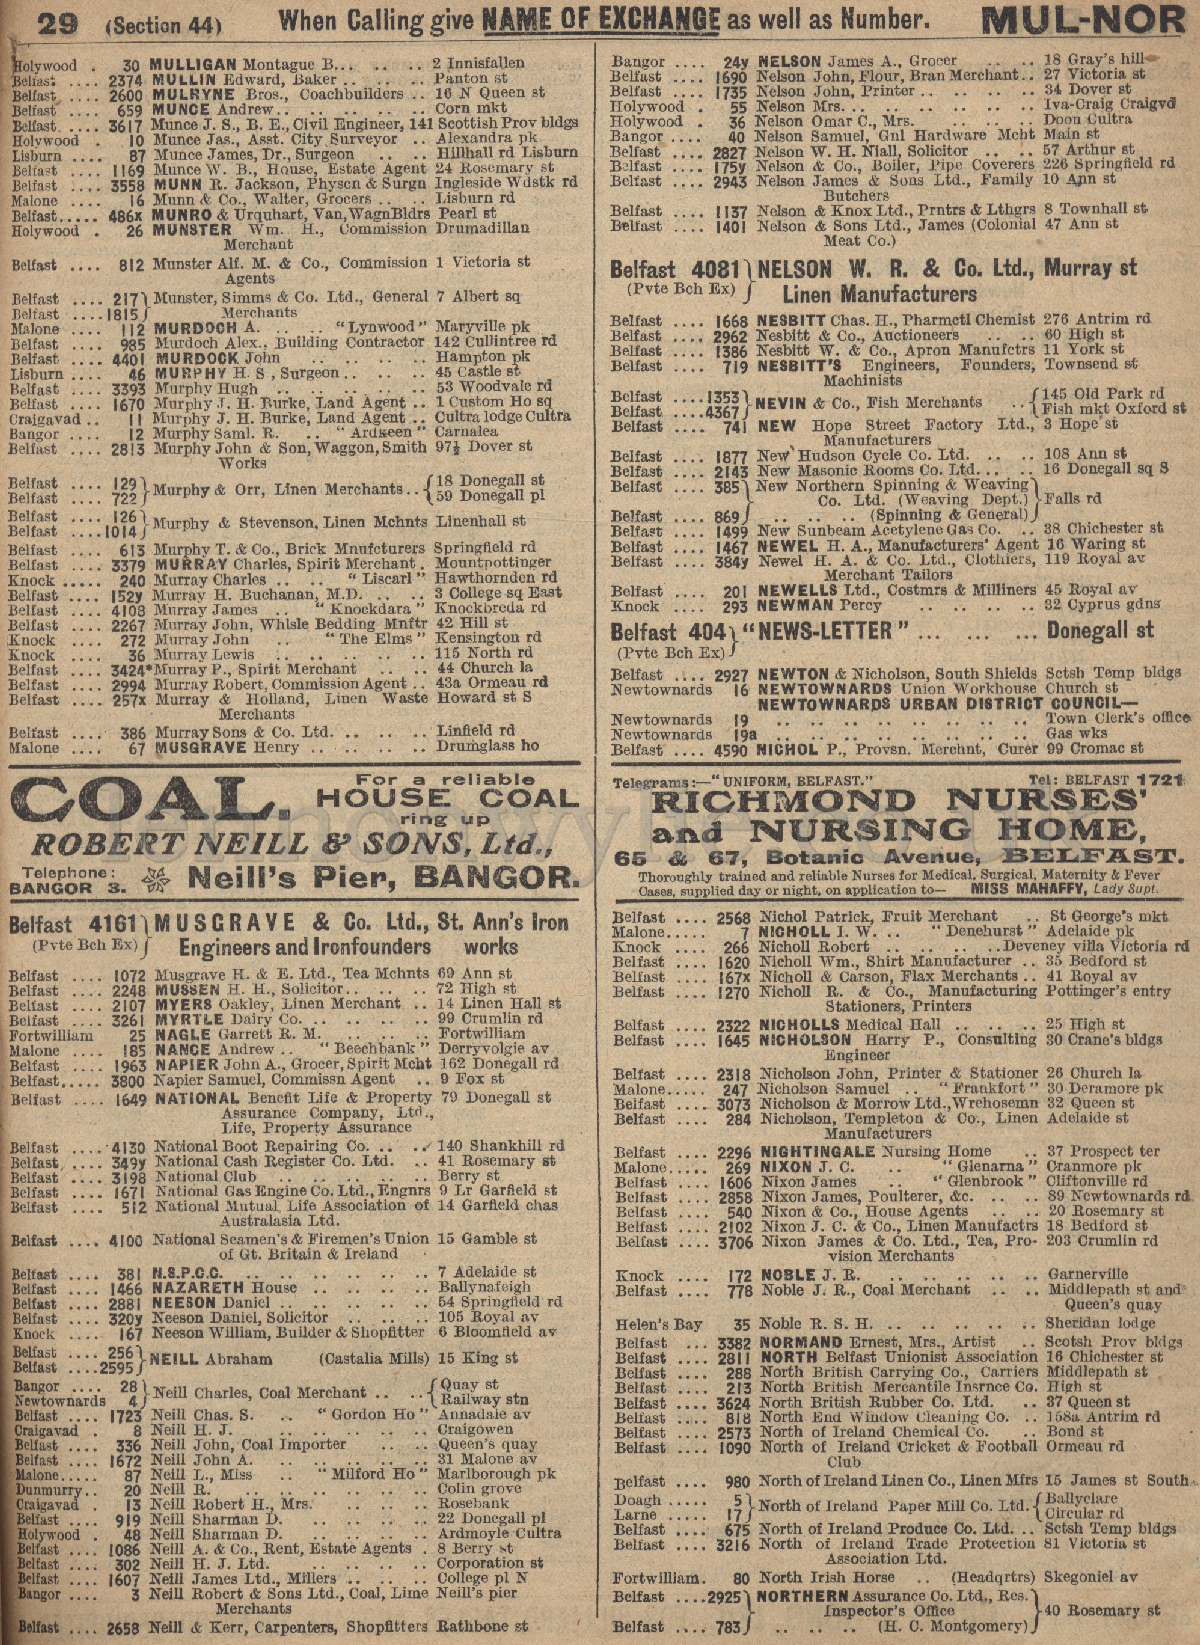 29 (Section 44) When Calling give NAME OF EXCHANGE as well as Number. MUL-NOR
Holywood . 30 MULLIGAN Montague B... .. .. 2 Innisfallen
Belfast .... 2374 MULLIN Edward, Baker .. .. .. Panton st
Belfast .... 2600 MULRYNE Bros., Coachbuilders .. 16 N Queen st
Belfast .... 659 MUNCE Andrew.. .. .. .. Corn mkt
Belfast .... 3617 Munce J. S., B. E., Civil Engineer, 141 Scottish Prov bldgs
Holywood . 10 Munce Jas., Asst. City Surveyor .. Alexandra pk
Lisburn .... 87 Munce James, Dr., Surgeon .. .. Hillhall rd Lisburn
Belfast .... 1169 Munce W. B., House, Estate Agent 24 Rosemary st
Belfast .... 3558 MUNN R. Jackson, Physcn & Surgn Ingleside Wdstk rd
Malone .... 16 Munn & Co., Walter, Grocers .. .. Lisburn rd
Belfast..... 486x MUNRO & Urquhart, Van, WagnBldrs Pearl st
Holywood . 26 MUNSTER Wm. H., Commission Drumadillan
Merchant
Belfast .... 812 Munster Alf. M. & Co., Commission 1 Victoria st
Agents
Belfast .... 217 } Munster, Simms & Co. Ltd., General 7 Albert sq
Belfast ....1815 } Merchants
Malone .... 112 MURDOCH A. .. .. "Lynwood" Maryville pk
Belfast .... 985 Murdoch Alex., Building Contractor 142 Cullintree rd
Belfast .... 4401 MURDOCK John .. .. .. .. Hampton pk
Lisburn .... 46 MURPHY H. S., Surgeon.. .. .. 45 Castle st
Belfast .... 3393 Murphy Hugh .. .. .. .. .. 53 Woodvale rd
Belfast .... 1670 Murphy J. H. Burke, Land Agent .. 1 Custom Ho sq
Craigavad .. 11 Murphy J. H. Burke, Land Agent .. Cultra lodge Cultra
Bangor .... 12 Murphy Saml. R. .. "Ardkeen" Carnalea
Belfast .... 2813 Murphy John & Son, Waggon, Smith 97½ Dover st
Works
Belfast .... 129 } Murphy & Orr, Linen Merchants.. { 18 Donegall st
Belfast .... 722 } { 59 Donegall pl
Belfast .... 126 } Murphy & Stevenson, Linen Mchnts Linenhall st
Belfast ....1014 }
Belfast .... 613 Murphy T. & Co., Brick Mnufcturers Springfield rd
Belfast .... 3379 MURRAY Charles, Spirit Merchant . Mountpottinger
Knock ..... 240 Murray Charles .. .. "Liscarl" Hawthornden rd
Belfast .... 152y Murray H. Buchanan, M.D. .. .. 3 College sq East
Belfast .... 4108 Murray James .. "Knockdara" Knockbreda rd
Belfast .... 2267 Murray John, Whlsle Bedding Mnftr 42 Hill st
Knock .... 272 Murray John .. "The Elms" Kensington rd
Knock .... 36 Murray Lewis .. .. .. .. .. 115 North rd
Belfast .... 3424* Murray P., Spirit Merchant .. 44 Church la
Belfast .... 2994 Murray Robert, Commission Agent .. 43a Ormeau rd
Belfast .... 257x Murray & Holland, Linen Waste Howard st S
Merchants
Belfast .... 386 Murray Sons & Co. Ltd. .. .. .. Linfield rd
Malone .... 67 MUSGRAVE Henry .. .. .. .. Drumglass ho
COAL. For a reliable
HOUSE COAL
ring up
ROBERT NEILL & SONS, Ltd.,
Telephone:
BANGOR 3. Neill's Pier, BANGOR.
Belfast 4161 } MUSGRAVE & Co. Ltd., St. Ann's Iron
(Pvte Bch Ex) } Engineers and Ironfounders works
Belfast .... 1072 Musgrave H. & E. Ltd., Tea Mchnts 69 Ann st
Belfast .... 2248 MUSSEN H. H., Solicitor.. .. .. 72 High st
Belfast .... 2107 MYERS Oakley, Linen Merchant .. 14 Linen Hall st
Belfast .... 3261 MYRTLE Dairy Co. .. .. .. .. 99 Crumlin rd
Fortwilliam 25 NAGLE Garrett R. M. .. .. .. Fortwilliam
Malone .... 185 NANCE Andrew .. "Beechbank" Derryvolgie av
Belfast .... 1963 NAPIER John A., Grocer, Spirit Mcht 162 Donegall rd
Belfast..... 3800 Napier Samuel, Commissn Agent .. 9 Fox st
Belfast .... 1649 NATIONAL Benefit Life & Property 79 Donegall st
Assurance Company, Ltd.,
Life, Property Assurance
Belfast .... 4130 National Boot Repairing Co. .. .. 140 Shankhill rd
Belfast .... 349y National Cash Register Co. Ltd. .. 41 Rosemary st
Belfast .... 3198 National Club .. .. .. .. .. Berry st
Belfast .... 1671 National Gas Engine Co. Ltd., Engnrs 9 Lr Garfield st
Belfast .... 512 National Mutual Life Association of 14 Garfield chas
Australasia Ltd.
Belfast .... 4100 National Seamen's & Firemen's Union 15 Gamble st
of Gt. Britain & Ireland
Belfast .... 381 N.S.P.C.C. .. .. .. .. .. 7 Adelaide st
Belfast .... 1466 NAZARETH House .. .. .. .. Ballynafeigh
Belfast .... 2881 NEESON Daniel .. .. .. .. .. 54 Springfield rd
Belfast .... 320y Neeson Daniel, Solicitor .. .. .. 105 Royal av
Knock .... 167 Neeson William, Builder & Shopfitter 6 Bloomfield av
Belfast .... 256 } NEILL Abraham (Castalia Mills) 15 King st
Belfast ....2595 }
Bangor .... 28 } Neill Charles, Coal Merchant .. .. { Quay st
Newtownards 4 } { Railway stn
Belfast .... 1723 Neill Chas. S. .. "Gordon Ho" Annadale av
Craigavad . 8 Neill H. J. .. .. .. .. .. Craigowen
Belfast .... 336 Neill John, Coal Importer .. .. Queen's quay
Belfast .... 1672 Neill John A. .. .. .. .. .. 31 Malone av
Malone..... 87 Neill L., Miss .. "Milford Ho" Marlborough pk
Dunmurry.. 20 Neill R. .. .. .. .. .. Colin grove
Craigavad . 13 Neill Robert H., Mrs. .. .. .. Rosebank
Belfast .... 919 Neill Sharman D. .. .. .. .. 22 Donegall pl
Holywood . 48 Neill Sharman D. .. .. .. .. Ardmoyle Cultra
Belfast .... 1086 Neill A. & Co., Rent, Estate Agents . 8 Berry st
Belfast .... 302 Neill H. J. Ltd. .. .. .. .. Corporation st
Belfast .... 1607 Neill James Ltd., Millers .. .. .. College pl N
Bangor .... 3 Neill Robert & Sons Ltd., Coal, Lime Neill's pier
Merchants
Belfast .... 2658 Neill & Kerr, Carpenters, Shopfitters Rathbone st
Bangor .... 24y NELSON James A., Grocer .. .. 18 Gray's hill
Belfast .... 1690 Nelson John, Flour, Bran Merchant.. 27 Victoria st
Belfast .... 1735 Nelson John, Printer .. .. .. 34 Dover st
Holywood . 55 Nelson Mrs. .. .. .. .. .. Iva-Craig Craigvd
Holywood . 36 Nelson Omar C., Mrs. .. .. .. Doon Cultra
Bangor .... 40 Nelson Samuel, Gnl Hardware Mcht Main st
Belfast .... 2827 Nelson W. H. Niall, Solicitor .. .. 57 Arthur st
Belfast .... 175y Nelson & Co., Boiler, Pipe Coverers 226 Springfield rd
Belfast .... 2943 Nelson James & Sons Ltd., Family 10 Ann st
Butchers
Belfast .... 1137 Nelson & Knox Ltd., Prntrs & Lthgrs 8 Townhall st
Belfast .... 1401 Nelson & Sons Ltd., James (Colonial 47 Ann st
Meat Co.)
Belfast 4081 } NELSON W. R. & Co. Ltd., Murray st
(Pvte Bch Ex) } Linen Manufacturers
Belfast .... 1668 NESBITT Chas. H., Pharmctl Chemist 276 Antrim rd
Belfast .... 2962 Nesbitt & Co., Auctioneers .. .. 60 High st
Belfast .... 1386 Nesbitt W. & Co., Apron Manufctrs 11 York st
Belfast .... 719 NESBITT'S Engineers, Founders, Townsend st
Machinists
Belfast ....1353 } NEVIN & Co., Fish Merchants .. { 145 Old Park rd
Belfast ....4367 } { Fish mkt Oxford st
Belfast .... 741 NEW Hope Street Factory Ltd., 3 Hope st
Manufacturers
Belfast .... 1877 New Hudson Cycle Co. Ltd. .. .. 108 Ann st
Belfast .... 2143 New Masonic Rooms Co. Ltd... .. 16 Donegall sq S
Belfast .... 385 } New Northern Spinning & Weaving }
Co. Ltd. (Weaving Dept.) } Falls rd
Belfast .... 869 } .. .. .. (Spinning & General) }
Belfast .... 1499 New Sunbeam Acetylene Gas Co. .. 38 Chichester st
Belfast .... 1467 NEWEL H. A., Manufacturers' Agent 16 Waring st
Belfast .... 384y Newel H. A. & Co. Ltd., Clothiers, 119 Royal av
Merchant Tailors
Belfast .... 201 NEWELLS Ltd., Costmrs & Milliners 45 Royal av
Knock .... 293 NEWMAN Percy .. .. .. .. 32 Cyprus gdns
Belfast 404 } "NEWS-LETTER" ... ... ... Donegall st
(Pvte Bch Ex) }
Belfast .... 2927 NEWTON & Nicholson, South Shields Sctsh Temp bldgs
Newtownards 16 NEWTOWNARDS Union Workhouse Church st
NEWTOWNARDS URBAN DISTRICT COUNCIL—
Newtownards 19 .. .. .. .. .. .. .. .. Town Clerk's office
Newtownards 19a .. .. .. .. .. .. .. .. Gas wks
Belfast .... 4590 NICHOL P., Provsn. Merchnt, Curer 99 Cromac st
Telegrams:—"UNIFORM, BELFAST." Tel: BELFAST 1721
RICHMOND NURSES'
and NURSING HOME,
65 & 67, Botanic Avenue, BELFAST.
Thoroughly trained and reliable Nurses for Medical, Surgical, Maternity & Fever
Cases, supplied day or night, on application to— MISS MAHAFFY, Lady Supt.
Belfast .... 2568 Nichol Patrick, Fruit Merchant .. St George's mkt
Malone..... 7 NICHOLL I. W. .. "Denehurst" Adelaide pk
Knock .... 266 Nicholl Robert .. .. .. .. Deveney villa Victoria rd
Belfast .... 1620 Nicholl Wm., Shirt Manufacturer .. 35 Bedford st
Belfast .... 167x Nicholl & Carson, Flax Merchants .. 41 Royal av
Belfast .... 1270 Nicholl R. & Co., Manufacturing Pottinger's entry
Stationers, Printers
Belfast .... 2322 NICHOLLS Medical Hall .. .. .. 25 High st
Belfast .... 1645 NICHOLSON Harry P., Consulting 30 Crane's bldgs
Engineer
Belfast .... 2318 Nicholson John, Printer & Stationer 26 Church la
Malone..... 247 Nicholson Samuel .. "Frankfort" 30 Deramore pk
Belfast .... 3073 Nicholson & Morrow Ltd., Wrehosemn 32 Queen st
Belfast .... 284 Nicholson, Templeton & Co., Linen Adelaide st
Manufacturers
Belfast .... 2296 NIGHTINGALE Nursing Home .. 37 Prospect ter
Malone..... 269 NIXON J. C. .. "Glenarna" Cranmore pk
Belfast .... 1606 Nixon James .. "Glenbrook" Cliftonville rd
Belfast .... 2858 Nixon James, Poulterer, &c. .. .. 89 Newtownards rd
Belfast .... 540 Nixon & Co., House Agents .. .. 20 Rosemary st
Belfast .... 2102 Nixon J. C. & Co., Linen Manufactrs 18 Bedford st
Belfast .... 3706 Nixon James & Co. Ltd., Tea, Pro- 203 Crumlin rd
vision Merchants
Knock .... 172 NOBLE J. R. .. .. .. .. .. Garnerville
Belfast .... 778 Noble J. R., Coal Merchant .. .. Middlepath st and
Queen's quay
Helen's Bay 35 Noble R. S. H. .. .. .. .. .. Sheridan lodge
Belfast .... 3382 NORMAND Ernest, Mrs., Artist .. Scotsh Prov bldgs
Belfast .... 2811 NORTH Belfast Unionist Association 16 Chichester st
Belfast .... 288 North British Carrying Co., Carriers Middlepath st
Belfast .... 213 North British Mercantile Insrnce Co. High st
Belfast .... 3624 North British Rubber Co. Ltd. .. 37 Queen st
Belfast .... 818 North End Window Cleaning Co. .. 158a Antrim rd
Belfast .... 2573 North of Ireland Chemical Co. .. Bond st
Belfast .... 1090 North of Ireland Cricket & Football Ormeau rd
Club
Belfast .... 980 North of Ireland Linen Co., Linen Mfrs 15 James st South
Doagh ..... 5 } North of Ireland Paper Mill Co. Ltd. { Ballyclare
Larne ..... 17 } { Circular rd
Belfast .... 675 North of Ireland Produce Co. Ltd. .. Sctsh Temp bldgs
Belfast .... 3216 North of Ireland Trade Protection 81 Victoria st
Association Ltd.
Fortwilliam. 80 North Irish Horse .. (Headqrtrs) Skegoniel av
Belfast ....2925 } NORTHERN Assurance Co. Ltd., Res. }
Inspector's Office } 40 Rosemary st
Belfast .... 783 } .. .. .. (H. C. Montgomery) }